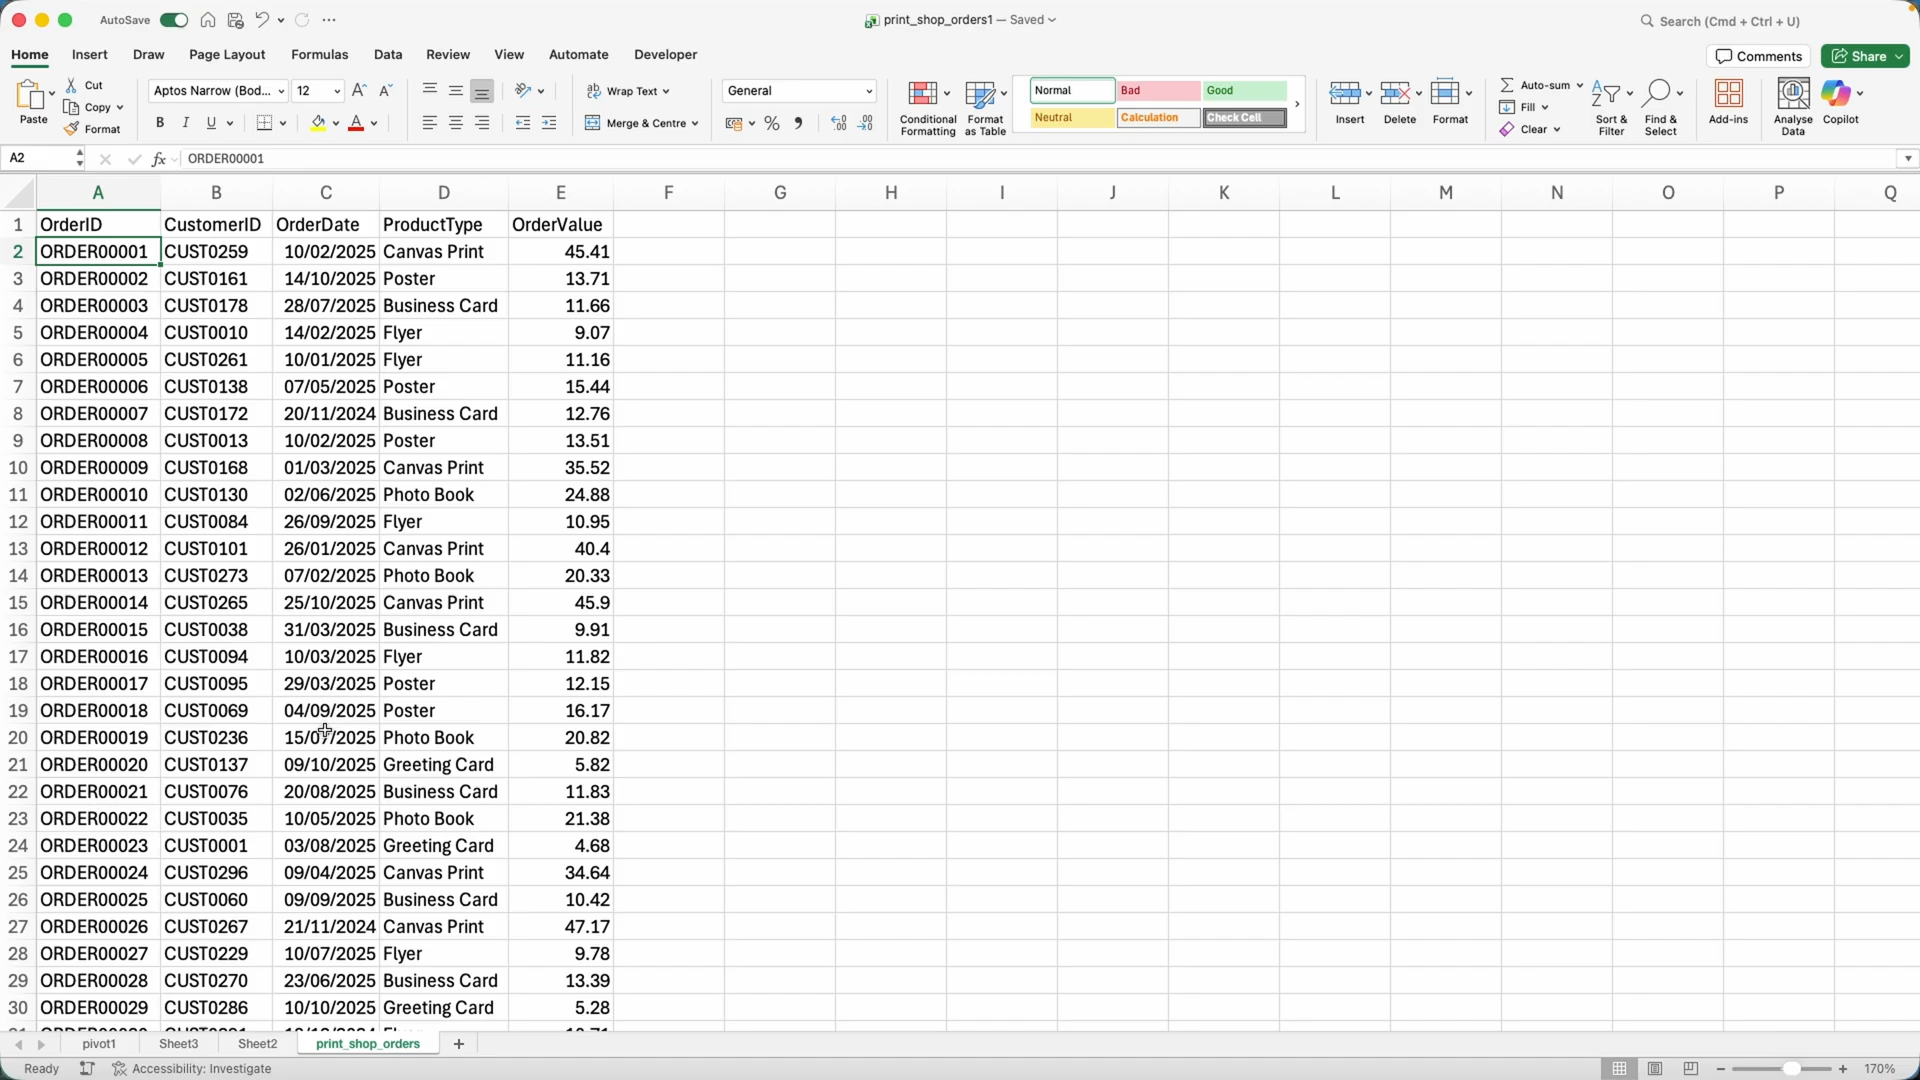 AutoSave
print_shop_orders1 — Saved
Search (Cmd + Ctrl + U)
Home Insert Draw Page Layout Formulas Data Review View Automate Developer
Comments Share
Paste Cut Copy Format
Aptos Narrow (Bod... 12
B I U A
Wrap Text
Merge & Centre
General
Conditional Formatting
Format as Table
Normal Bad Good
Neutral Calculation Check Cell
Insert Delete Format
Auto-sum
Fill
Clear
Sort & Filter
Find & Select
Add-ins
Analyse Data
Copilot
A2 fx ORDER00001
A B C D E F G H I J K L M N O P Q
1 OrderID CustomerID OrderDate ProductType OrderValue
2 ORDER00001 CUST0259 10/02/2025 Canvas Print 45.41
3 ORDER00002 CUST0161 14/10/2025 Poster 13.71
4 ORDER00003 CUST0178 28/07/2025 Business Card 11.66
5 ORDER00004 CUST0010 14/02/2025 Flyer 9.07
6 ORDER00005 CUST0261 10/01/2025 Flyer 11.16
7 ORDER00006 CUST0138 07/05/2025 Poster 15.44
8 ORDER00007 CUST0172 20/11/2024 Business Card 12.76
9 ORDER00008 CUST0013 10/02/2025 Poster 13.51
10 ORDER00009 CUST0168 01/03/2025 Canvas Print 35.52
11 ORDER00010 CUST0130 02/06/2025 Photo Book 24.88
12 ORDER00011 CUST0084 26/09/2025 Flyer 10.95
13 ORDER00012 CUST0101 26/01/2025 Canvas Print 40.4
14 ORDER00013 CUST0273 07/02/2025 Photo Book 20.33
15 ORDER00014 CUST0265 25/10/2025 Canvas Print 45.9
16 ORDER00015 CUST0038 31/03/2025 Business Card 9.91
17 ORDER00016 CUST0094 10/03/2025 Flyer 11.82
18 ORDER00017 CUST0095 29/03/2025 Poster 12.15
19 ORDER00018 CUST0069 04/09/2025 Poster 16.17
20 ORDER00019 CUST0236 15/07/2025 Photo Book 20.82
21 ORDER00020 CUST0137 09/10/2025 Greeting Card 5.82
22 ORDER00021 CUST0076 20/08/2025 Business Card 11.83
23 ORDER00022 CUST0035 10/05/2025 Photo Book 21.38
24 ORDER00023 CUST0001 03/08/2025 Greeting Card 4.68
25 ORDER00024 CUST0296 09/04/2025 Canvas Print 34.64
26 ORDER00025 CUST0060 09/09/2025 Business Card 10.42
27 ORDER00026 CUST0267 21/11/2024 Canvas Print 47.17
28 ORDER00027 CUST0229 10/07/2025 Flyer 9.78
29 ORDER00028 CUST0270 23/06/2025 Business Card 13.39
30 ORDER00029 CUST0286 10/10/2025 Greeting Card 5.28
pivot1 Sheet3 Sheet2 print_shop_orders
Ready Accessibility: Investigate 170%